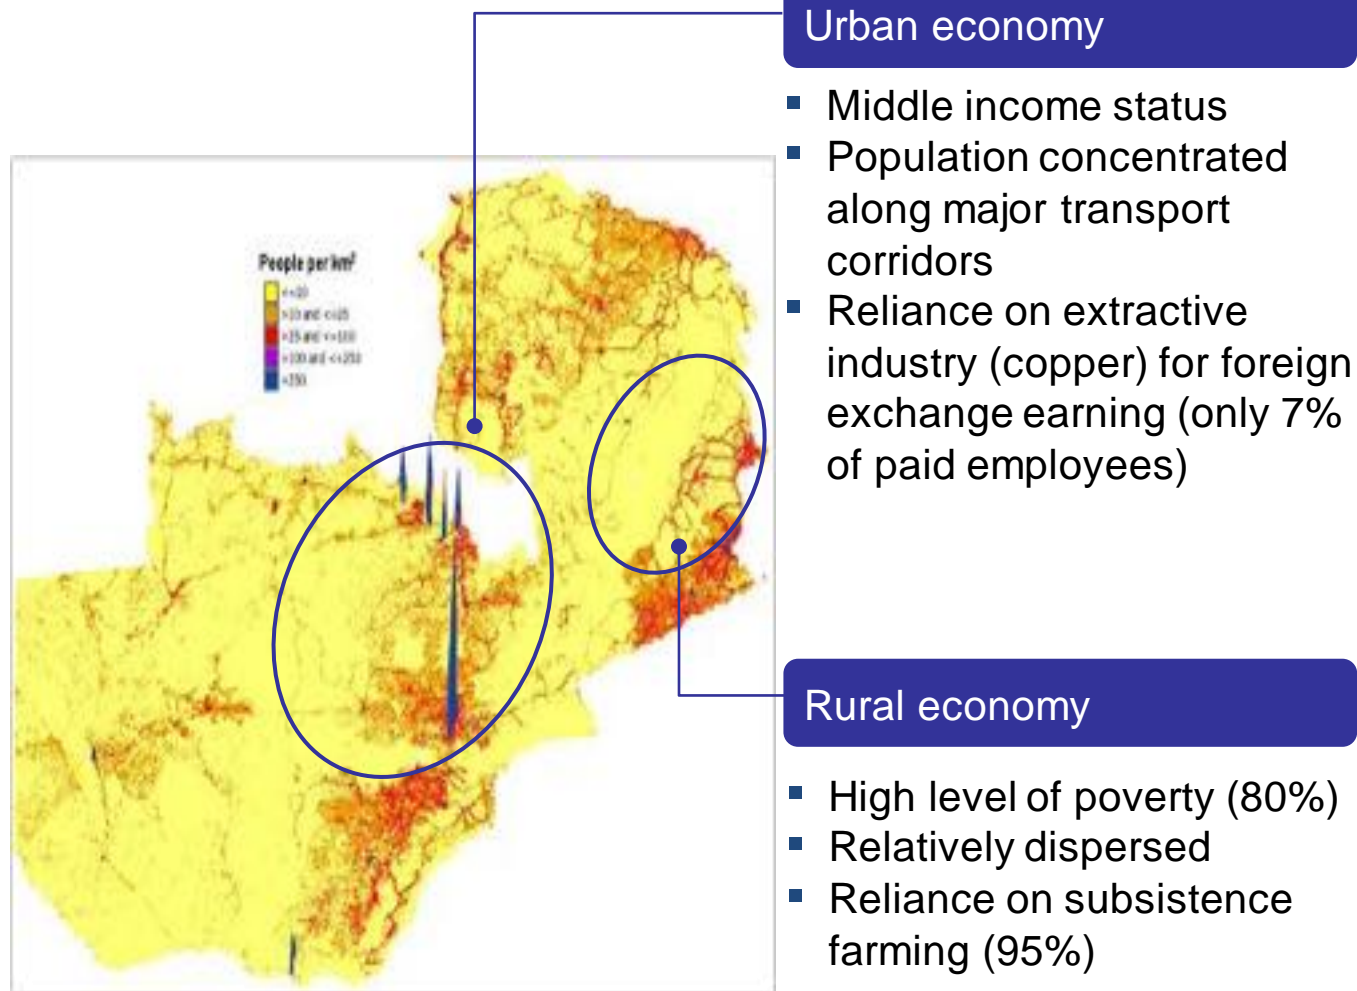 Urban economy
Middle income status
Population concentrated
along major transport
corridors
Reliance on extractive
industry (copper) for foreign
exchange earning (only 7%
of paid employees)
People per km²
Rural economy
High level of poverty (80%)
Relatively dispersed
Reliance on subsistence
farming (95%)